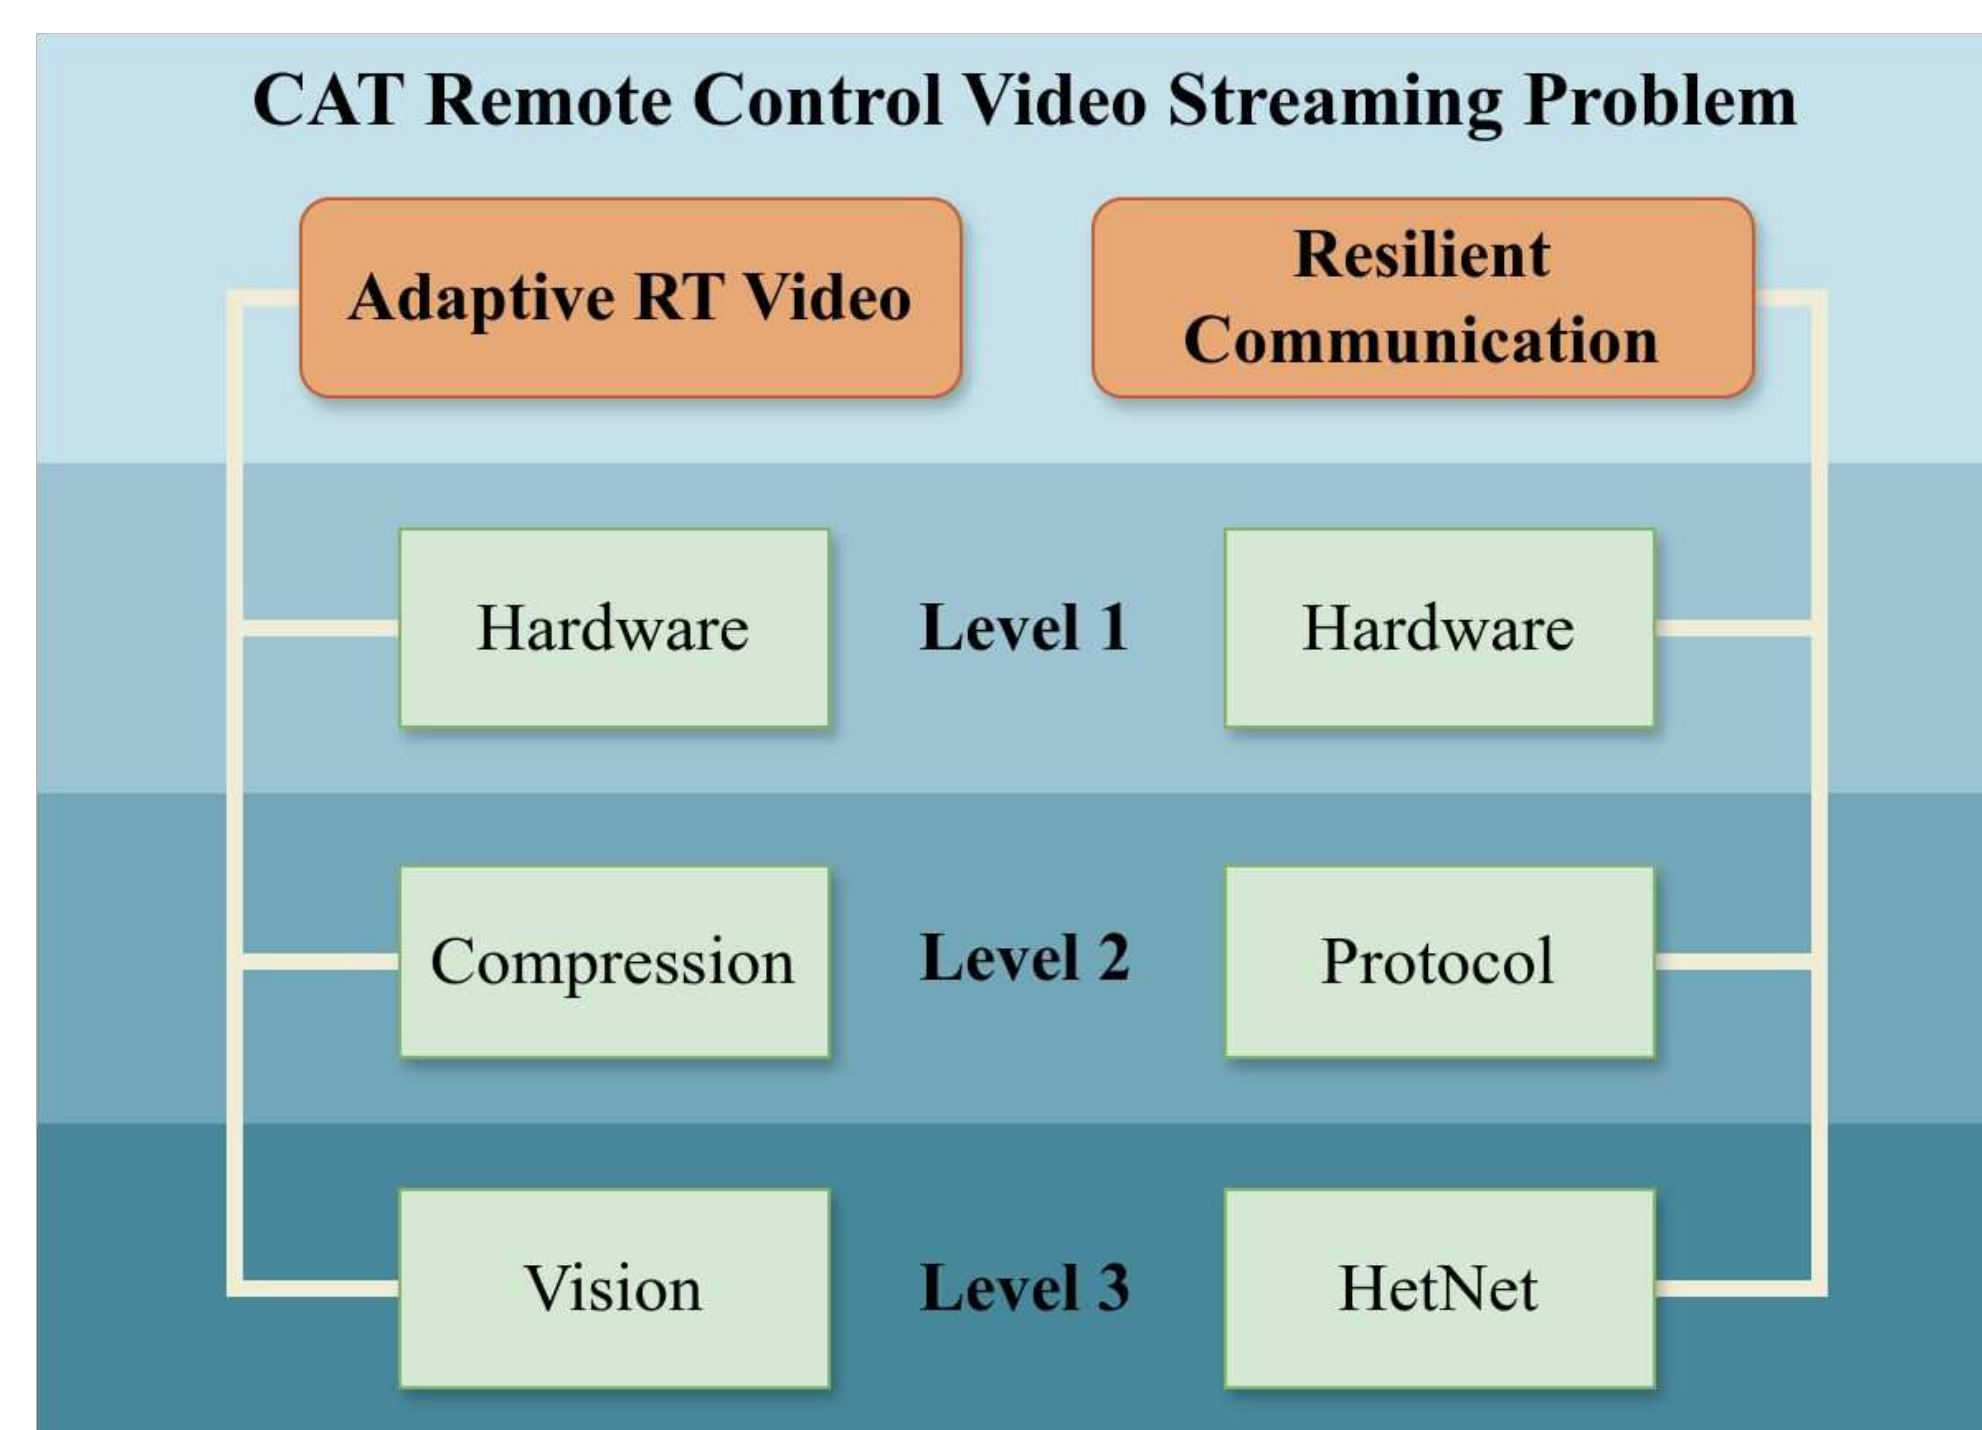 CAT Remote Control Video Streaming Problem
Adaptive RT Video
Resilient
Communication
Hardware
Level 1
Hardware
Compression
Level 2
Protocol
Vision
Level 3
HetNet